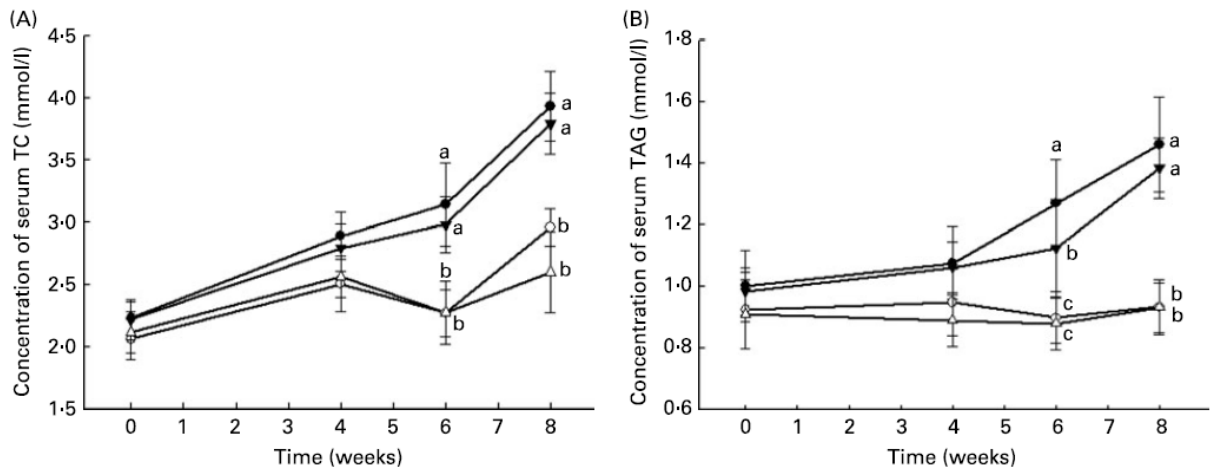 (A)
4·5
4·0
3·5
3·0
2·5
2·0
1·5
Concentration of serum TC (mmol/l)
a
a
a
a
b
b
b
b
0 1 2 3 4 5 6 7 8
Time (weeks)
(B)
1·8
1·6
1·4
1·2
1·0
0·8
0·6
Concentration of serum TAG (mmol/l)
a
a
a
b
c
c
b
b
0 1 2 3 4 5 6 7 8
Time (weeks)